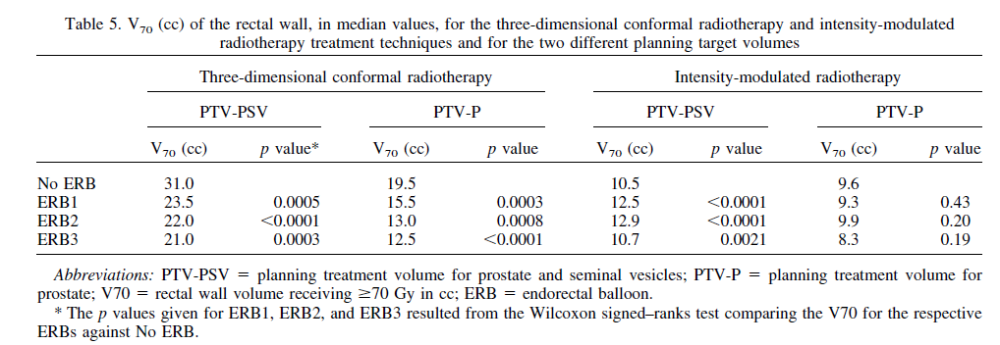 Table 5. V70 (cc) of the rectal wall, in median values, for the three-dimensional conformal radiotherapy and intensity-modulated
radiotherapy treatment techniques and for the two different planning target volumes
Three-dimensional conformal radiotherapy Intensity-modulated radiotherapy
PTV-PSV PTV-P PTV-PSV PTV-P
V70 (cc) p value* V70 (cc) p value V70 (cc) p value V70 (cc) p value
No ERB 31.0 19.5 10.5 9.6
ERB1 23.5 0.0005 15.5 0.0003 12.5 <0.0001 9.3 0.43
ERB2 22.0 <0.0001 13.0 0.0008 12.9 <0.0001 9.9 0.20
ERB3 21.0 0.0003 12.5 <0.0001 10.7 0.0021 8.3 0.19
Abbreviations: PTV-PSV = planning treatment volume for prostate and seminal vesicles; PTV-P = planning treatment volume for
prostate; V70 = rectal wall volume receiving ≥70 Gy in cc; ERB = endorectal balloon.
* The p values given for ERB1, ERB2, and ERB3 resulted from the Wilcoxon signed–ranks test comparing the V70 for the respective
ERBs against No ERB.